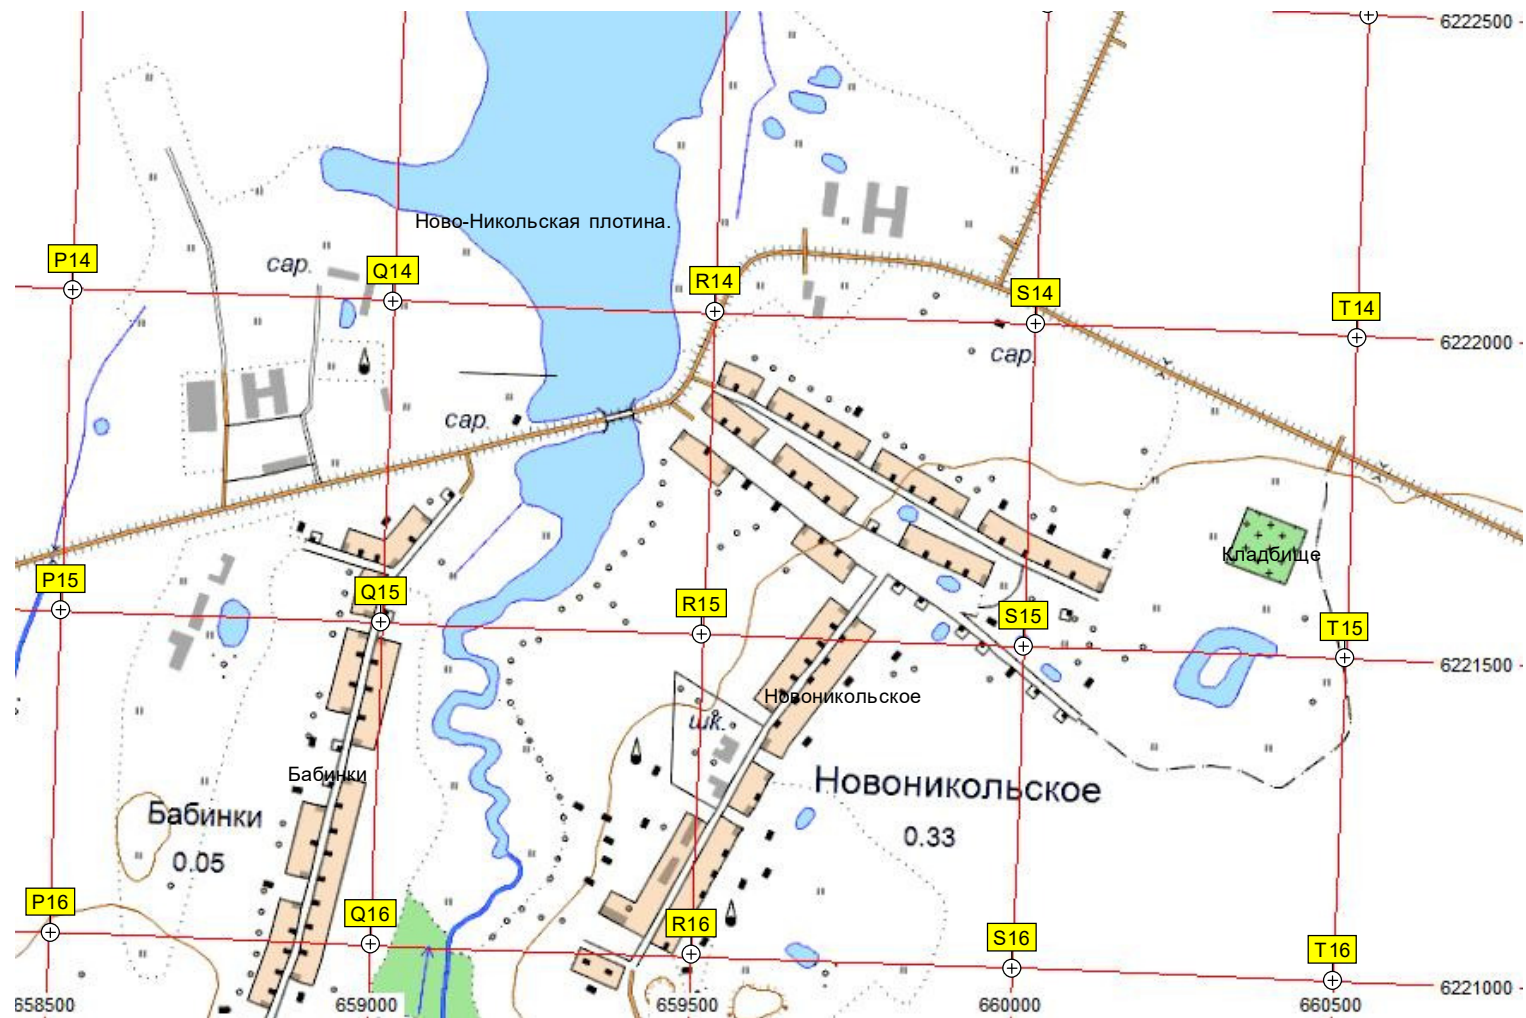 6222500
Ново-Никольская плотина.
P14
сар.
Q14
R14
S14
T14
6222000
сар.
сар.
Кладбище
P15
Q15
R15
S15
T15
6221500
Новоникольское
шк.
Бабинки
Новоникольское
Бабинки
0.33
0.05
P16
Q16
R16
S16
T16
6221000
658500
659000
659500
660000
660500